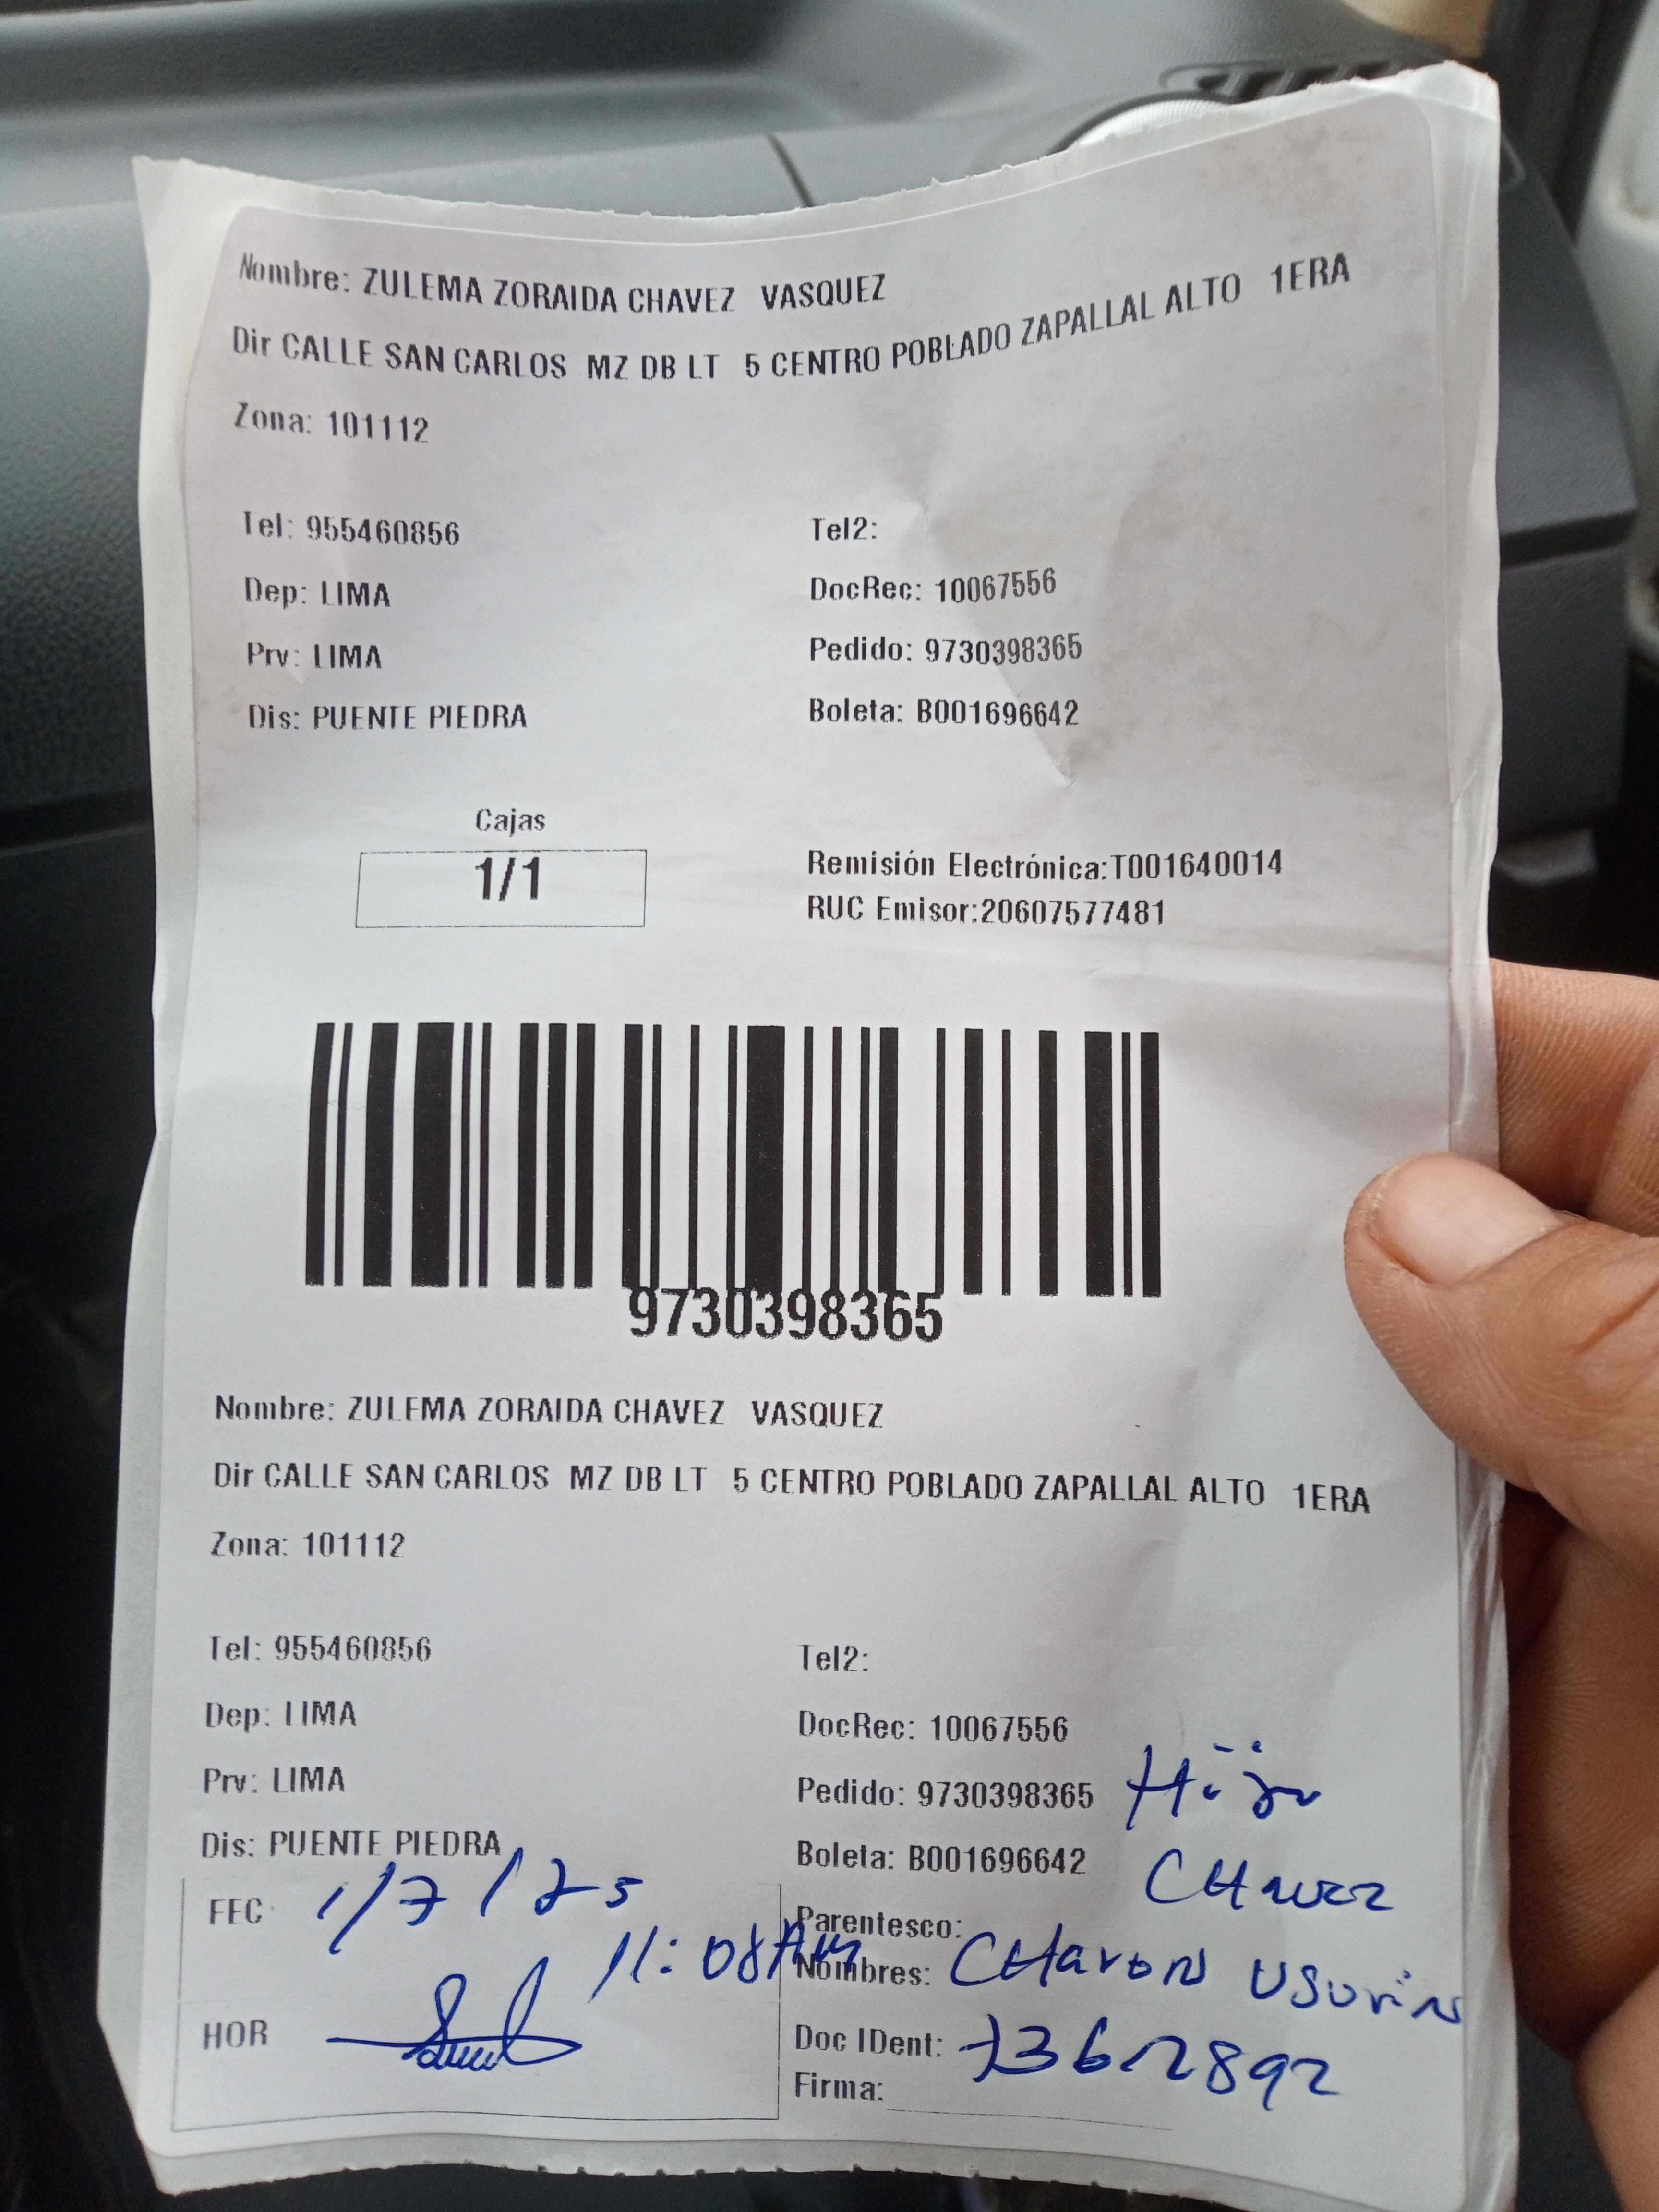 Nombre: ZULEMA ZORAIDA CHAVEZ VASQUEZ
Dir CALLE SAN CARLOS MZ DB LT 5 CENTRO POBLADO ZAPALLAL ALTO 1ERA
Zona: 101112
Tel: 955460856 Tel2:
Dep: LIMA DocRec: 10067556
Prv: LIMA Pedido: 9730398365
Dis: PUENTE PIEDRA Boleta: B001696642
Cajas
1/1
Remisión Electrónica:T001640014
RUC Emisor:20607577481
9730398365
Nombre: ZULEMA ZORAIDA CHAVEZ VASQUEZ
Dir CALLE SAN CARLOS MZ DB LT 5 CENTRO POBLADO ZAPALLAL ALTO 1ERA
Zona: 101112
Tel: 955460856 Tel2:
Dep: LIMA DocRec: 10067556
Prv: LIMA Pedido: 9730398365 Hijo
Dis: PUENTE PIEDRA Boleta: B001696642 CHAVEZ
FEC 1/7/25 Parentesco:
11:08AM Nombres:
HOR Doc IDent: 73612892
Firma: